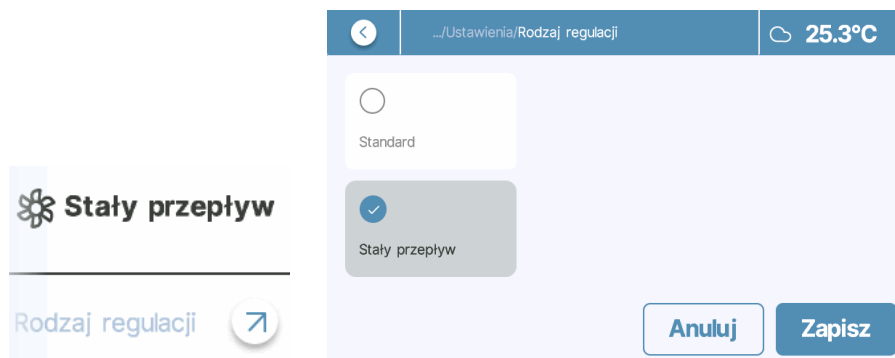 Stały przepływ
Rodzaj regulacji
.../Ustawienia/Rodzaj regulacji
25.3°C
Standard
Stały przepływ
Anuluj
Zapisz